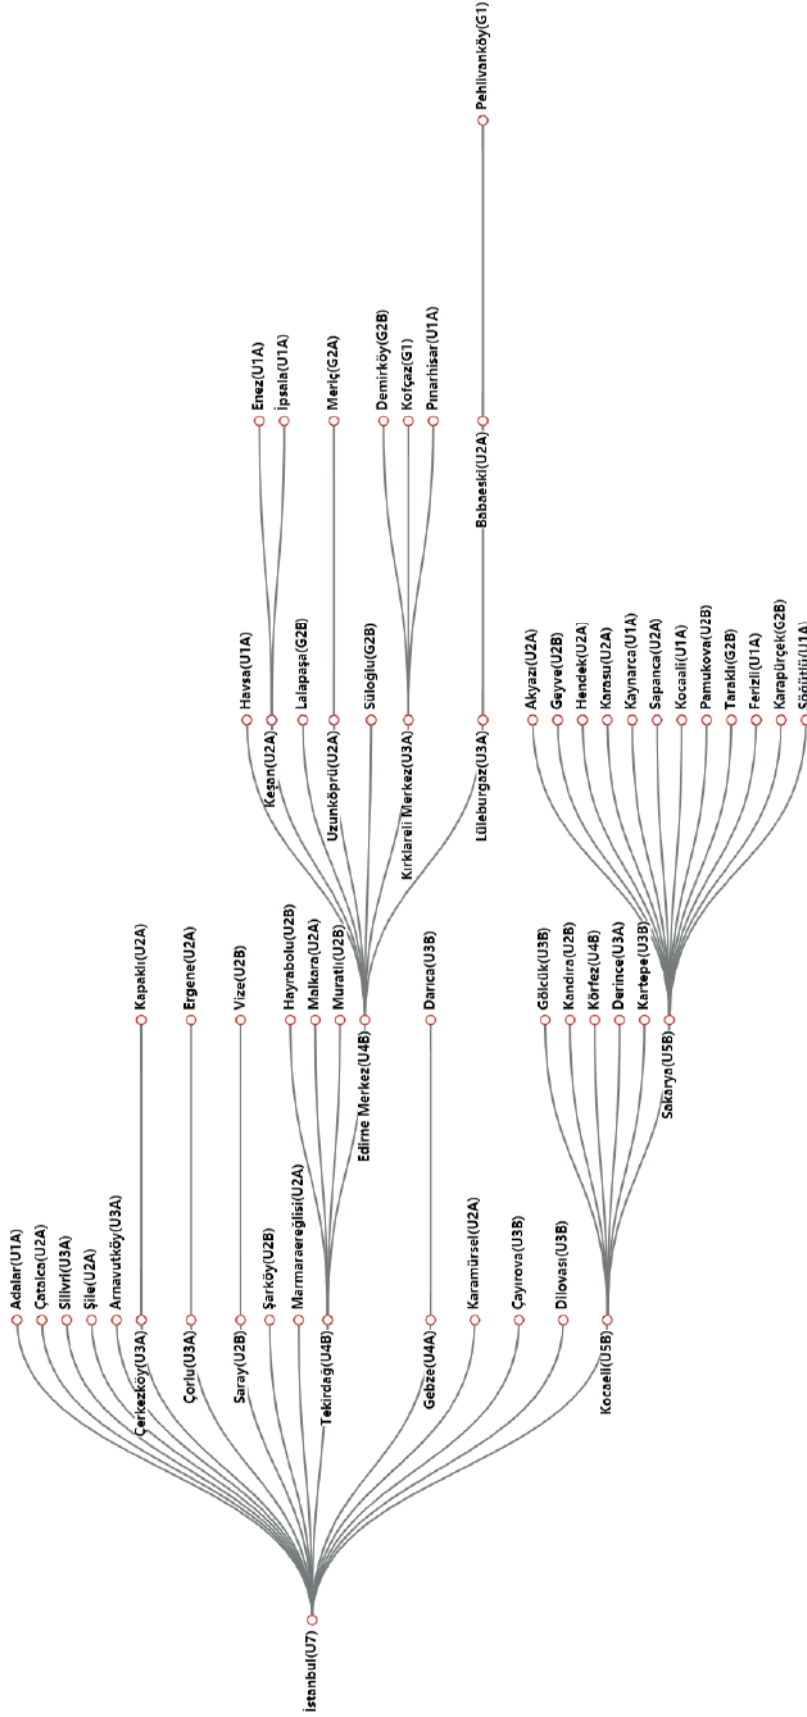 İstanbul(U7)
Adalar(U1A)
Çatalca(U2A)
Silivri(U3A)
Şile(U2A)
Arnavutköy(U3A)
Çerkezköy(U3A)
Kapaklı(U2A)
Çorlu(U3A)
Ergene(U2A)
Saray(U2B)
Vize(U2B)
Şarköy(U2B)
Marmaraereğlisi(U2A)
Tekirdağ(U4B)
Hayrabolu(U2B)
Malkara(U2A)
Muratlı(U2B)
Edirne Merkez(U4B)
Havsa(U1A)
Keşan(U2A)
Enez(U1A)
İpsala(U1A)
Lalapaşa(G2B)
Uzunköprü(U2A)
Meriç(G2A)
Süloğlu(G2B)
Kırklareli Merkez(U3A)
Demirköy(G2B)
Kofçaz(G1)
Pınarhisar(U1A)
Lüleburgaz(U3A)
Babaeski(U2A)
Pehlivanköy(G1)
Gebze(U4A)
Darıca(U3B)
Karamürsel(U2A)
Çayırova(U3B)
Dilovası(U3B)
Kocaeli(U5B)
Gölcük(U3B)
Kandıra(U2B)
Körfez(U4B)
Derince(U3A)
Kartepe(U3B)
Sakarya(U5B)
Akyazı(U2A)
Geyve(U2B)
Hendek(U2A)
Karasu(U2A)
Kaynarca(U1A)
Sapanca(U2A)
Kocaali(U1A)
Pamukova(U2B)
Taraklı(G2B)
Ferizli(U1A)
Karapürçek(G2B)
Söğütlü(U1A)